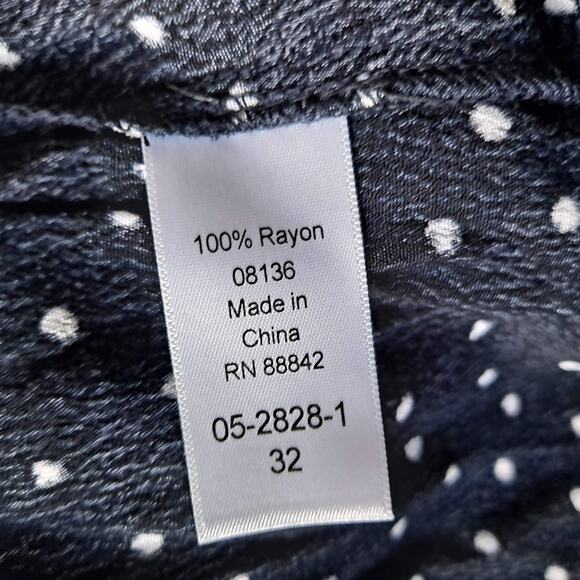 100% Rayon
08136
Made in
China
RN 88842
05-2828-1
32